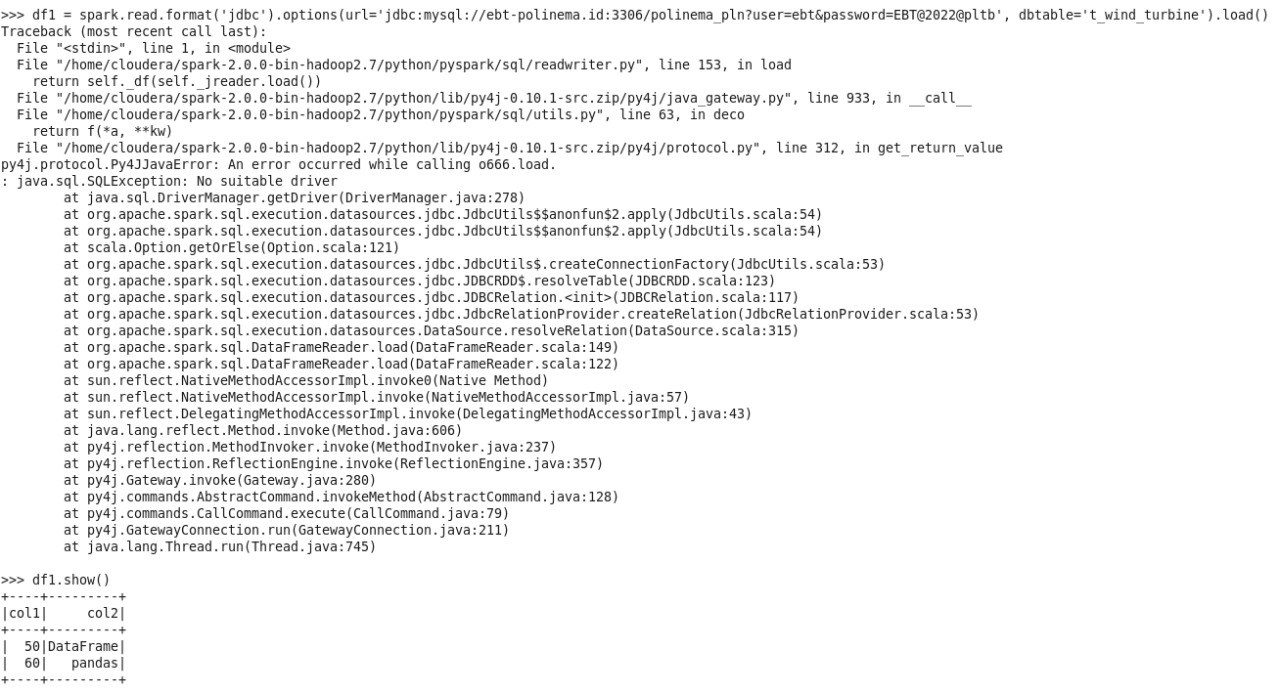 >>> df1 = spark.read.format('jdbc').options(url='jdbc:mysql://ebt-polinema.id:3306/polinema_pln?user=ebt&password=EBT@2022@pltb', dbtable='t_wind_turbine').load()
Traceback (most recent call last):
  File "<stdin>", line 1, in <module>
  File "/home/cloudera/spark-2.0.0-bin-hadoop2.7/python/pyspark/sql/readwriter.py", line 153, in load
    return self._df(self._jreader.load())
  File "/home/cloudera/spark-2.0.0-bin-hadoop2.7/python/lib/py4j-0.10.1-src.zip/py4j/java_gateway.py", line 933, in __call__
  File "/home/cloudera/spark-2.0.0-bin-hadoop2.7/python/pyspark/sql/utils.py", line 63, in deco
    return f(*a, **kw)
  File "/home/cloudera/spark-2.0.0-bin-hadoop2.7/python/lib/py4j-0.10.1-src.zip/py4j/protocol.py", line 312, in get_return_value
py4j.protocol.Py4JJavaError: An error occurred while calling o666.load.
: java.sql.SQLException: No suitable driver
        at java.sql.DriverManager.getDriver(DriverManager.java:278)
        at org.apache.spark.sql.execution.datasources.jdbc.JdbcUtils$$anonfun$2.apply(JdbcUtils.scala:54)
        at org.apache.spark.sql.execution.datasources.jdbc.JdbcUtils$$anonfun$2.apply(JdbcUtils.scala:54)
        at scala.Option.getOrElse(Option.scala:121)
        at org.apache.spark.sql.execution.datasources.jdbc.JdbcUtils$.createConnectionFactory(JdbcUtils.scala:53)
        at org.apache.spark.sql.execution.datasources.jdbc.JDBCRDD$.resolveTable(JDBCRDD.scala:123)
        at org.apache.spark.sql.execution.datasources.jdbc.JDBCRelation.<init>(JDBCRelation.scala:117)
        at org.apache.spark.sql.execution.datasources.jdbc.JdbcRelationProvider.createRelation(JdbcRelationProvider.scala:53)
        at org.apache.spark.sql.execution.datasources.DataSource.resolveRelation(DataSource.scala:315)
        at org.apache.spark.sql.DataFrameReader.load(DataFrameReader.scala:149)
        at org.apache.spark.sql.DataFrameReader.load(DataFrameReader.scala:122)
        at sun.reflect.NativeMethodAccessorImpl.invoke0(Native Method)
        at sun.reflect.NativeMethodAccessorImpl.invoke(NativeMethodAccessorImpl.java:57)
        at sun.reflect.DelegatingMethodAccessorImpl.invoke(DelegatingMethodAccessorImpl.java:43)
        at java.lang.reflect.Method.invoke(Method.java:606)
        at py4j.reflection.MethodInvoker.invoke(MethodInvoker.java:237)
        at py4j.reflection.ReflectionEngine.invoke(ReflectionEngine.java:357)
        at py4j.Gateway.invoke(Gateway.java:280)
        at py4j.commands.AbstractCommand.invokeMethod(AbstractCommand.java:128)
        at py4j.commands.CallCommand.execute(CallCommand.java:79)
        at py4j.GatewayConnection.run(GatewayConnection.java:211)
        at java.lang.Thread.run(Thread.java:745)

>>> df1.show()
+----+---------+
|col1|     col2|
+----+---------+
|  50|DataFrame|
|  60|   pandas|
+----+---------+